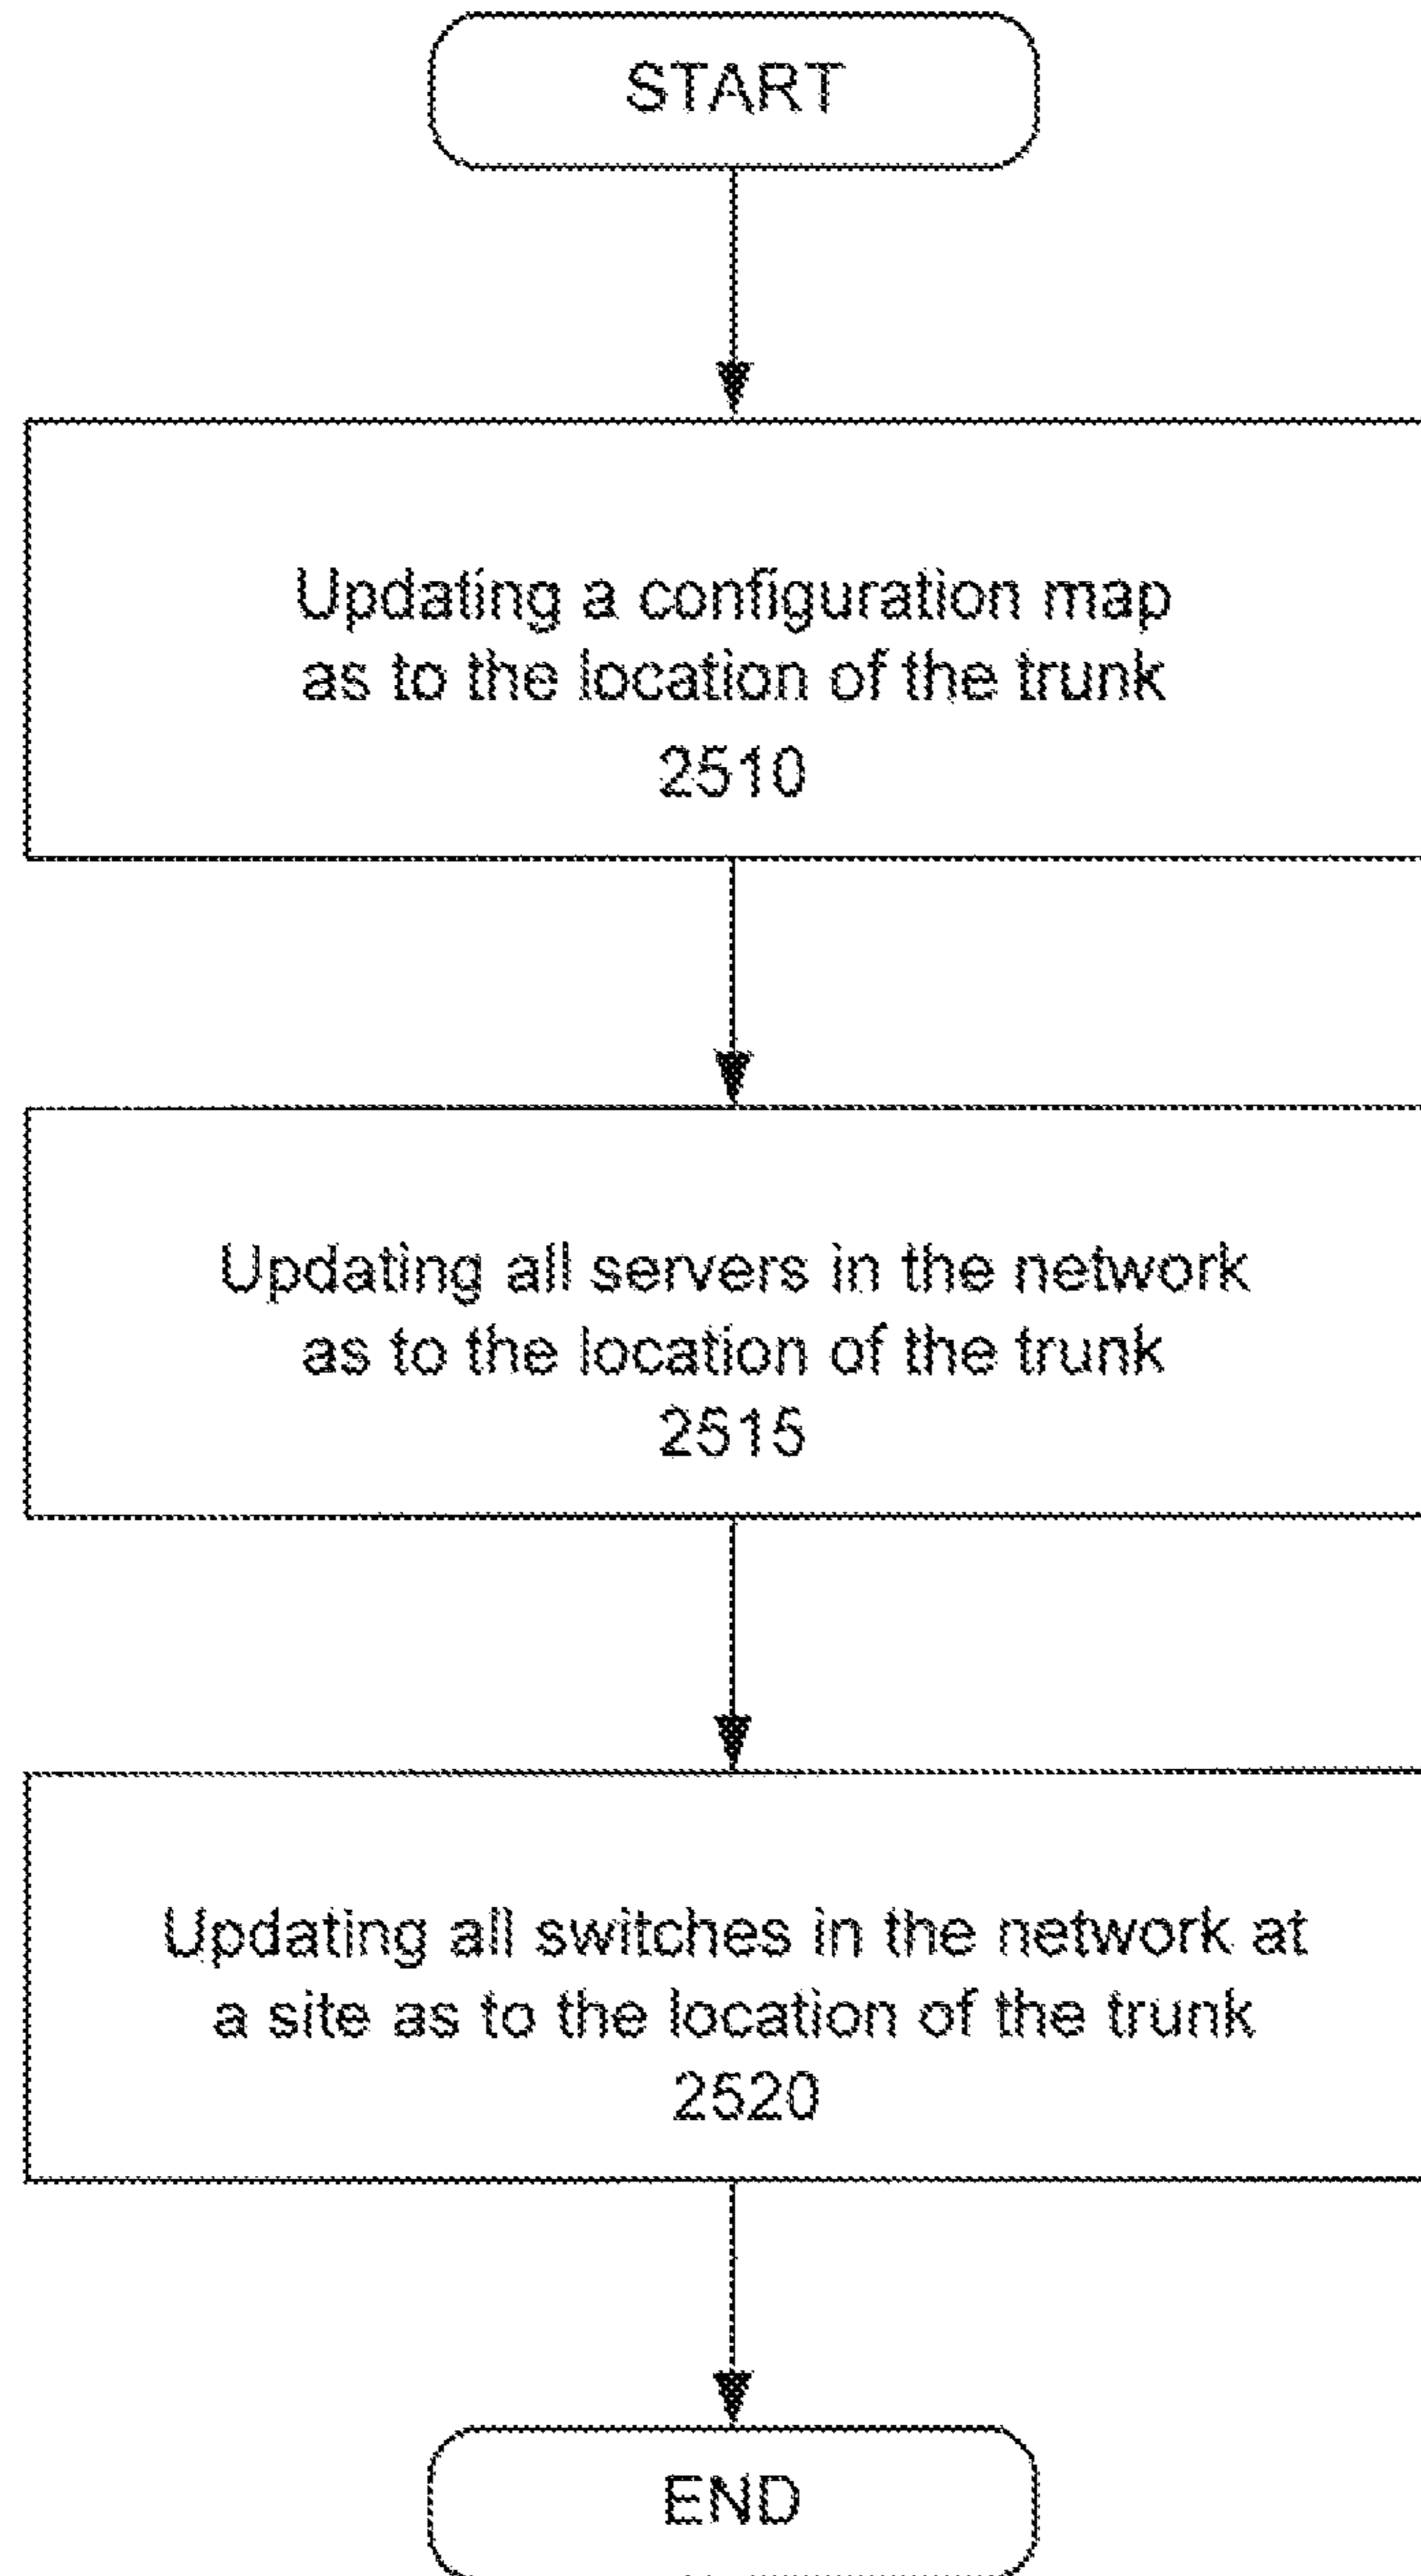 START
Updating a configuration map
as to the location of the trunk
2510
Updating all servers in the network
as to the location of the trunk
2515
Updating all switches in the network at
a site as to the location of the trunk
2520
END